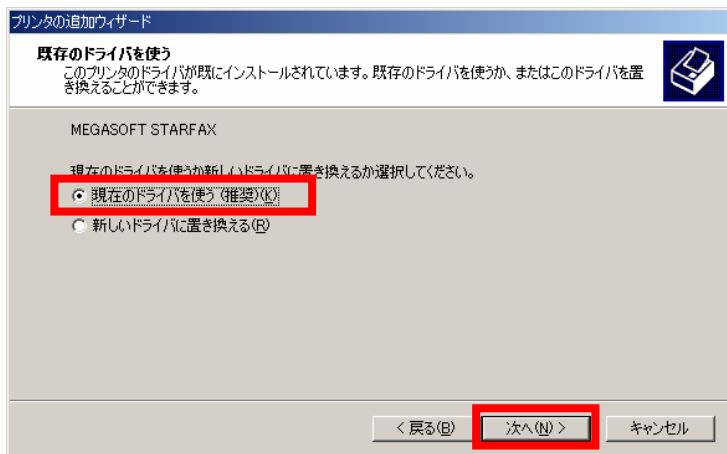 プリンタの追加ウィザード
既存のドライバを使う
このプリンタのドライバが既にインストールされています。既存のドライバを使うか、またはこのドライバを置
き換えることができます。
MEGASOFT STARFAX
現在のドライバを使うか新しいドライバに置き換えるか選択してください。
現在のドライバを使う (推奨)(K)
新しいドライバに置き換える(R)
< 戻る(B)
次へ(N) >
キャンセル